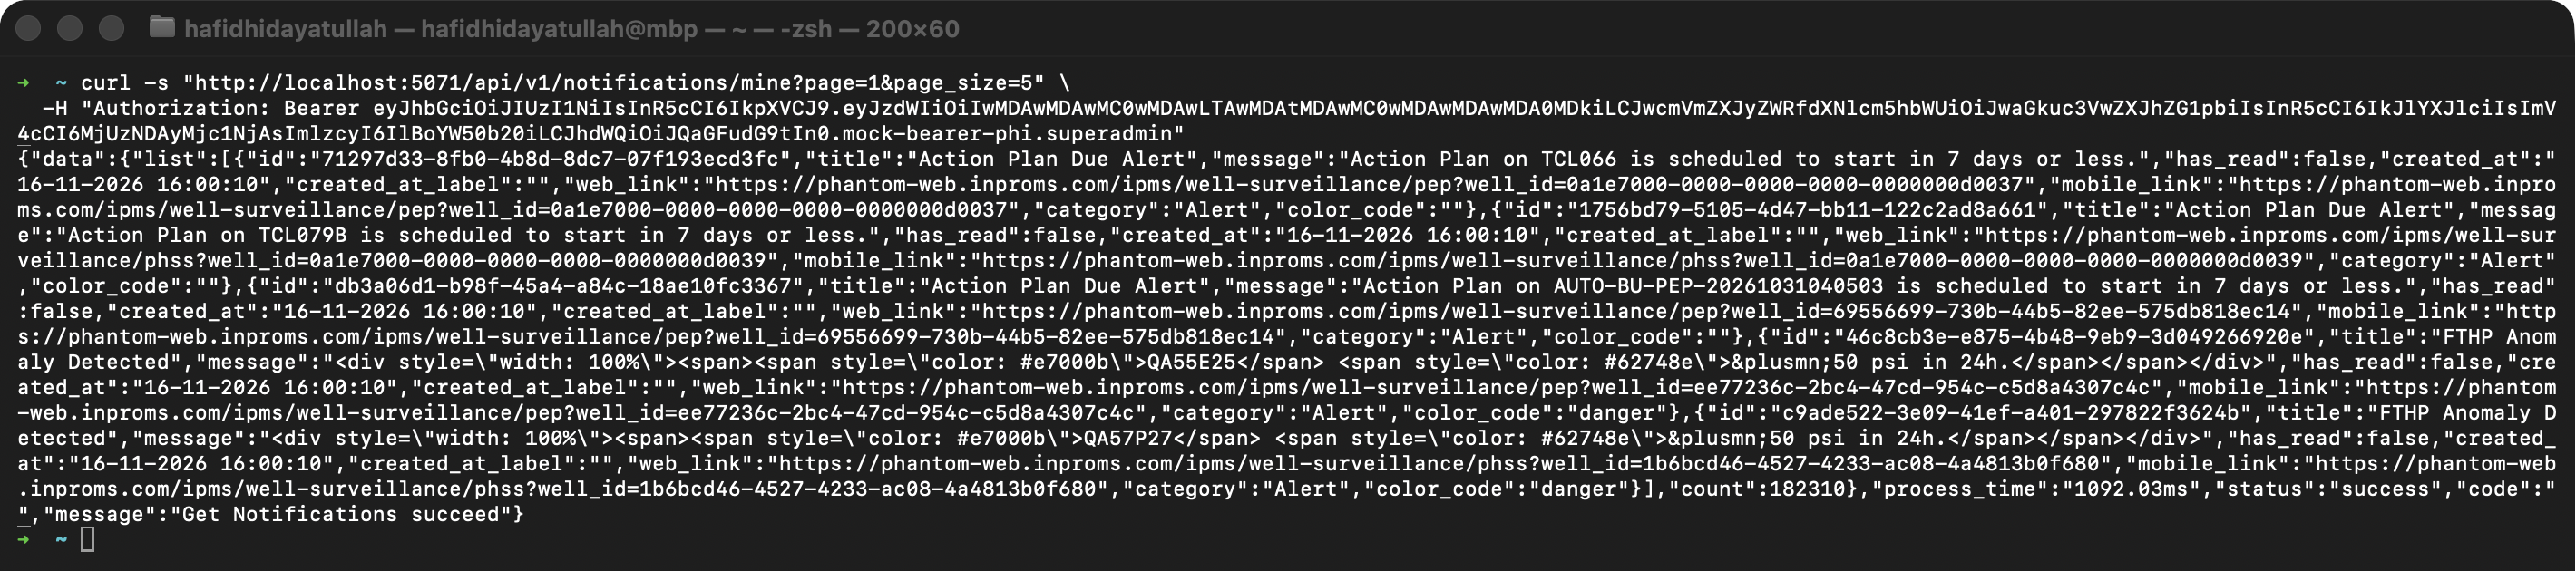 hafidhidayatullah — hafidhidayatullah@mbp — ~ — -zsh — 200×60
➜  ~ curl -s "http://localhost:5071/api/v1/notifications/mine?page=1&page_size=5" \
  -H "Authorization: Bearer eyJhbGciOiJIUzI1NiIsInR5cCI6IkpXVCJ9.eyJzdWIiOiIwMDAwMDAwMC0wMDAwLTAwMDAtMDAwMC0wMDAwMDAwMDA0MDkiLCJwcmVmZXJyZWRfdXNlcm5hbWUiOiJwaGkuc3VwZXJhZG1pbiIsInR5cCI6IkJlYXJlciIsImV
4cCI6MjUzNDAyMjc1NjAsImlzcyI6IlBoYW50b20iLCJhdWQiOiJQaGFudG9tIn0.mock-bearer-phi.superadmin"
{"data":{"list":[{"id":"71297d33-8fb0-4b8d-8dc7-07f193ecd3fc","title":"Action Plan Due Alert","message":"Action Plan on TCL066 is scheduled to start in 7 days or less.","has_read":false,"created_at":"
16-11-2026 16:00:10","created_at_label":"","web_link":"https://phantom-web.inproms.com/ipms/well-surveillance/pep?well_id=0a1e7000-0000-0000-0000-0000000d0037","mobile_link":"https://phantom-web.inpro
ms.com/ipms/well-surveillance/pep?well_id=0a1e7000-0000-0000-0000-0000000d0037","category":"Alert","color_code":""},{"id":"1756bd79-5105-4d47-bb11-122c2ad8a661","title":"Action Plan Due Alert","messag
e":"Action Plan on TCL079B is scheduled to start in 7 days or less.","has_read":false,"created_at":"16-11-2026 16:00:10","created_at_label":"","web_link":"https://phantom-web.inproms.com/ipms/well-sur
veillance/phss?well_id=0a1e7000-0000-0000-0000-0000000d0039","mobile_link":"https://phantom-web.inproms.com/ipms/well-surveillance/phss?well_id=0a1e7000-0000-0000-0000-0000000d0039","category":"Alert"
,"color_code":""},{"id":"db3a06d1-b98f-45a4-a84c-18ae10fc3367","title":"Action Plan Due Alert","message":"Action Plan on AUTO-BU-PEP-20261031040503 is scheduled to start in 7 days or less.","has_read"
:false,"created_at":"16-11-2026 16:00:10","created_at_label":"","web_link":"https://phantom-web.inproms.com/ipms/well-surveillance/pep?well_id=69556699-730b-44b5-82ee-575db818ec14","mobile_link":"http
s://phantom-web.inproms.com/ipms/well-surveillance/pep?well_id=69556699-730b-44b5-82ee-575db818ec14","category":"Alert","color_code":""},{"id":"46c8cb3e-e875-4b48-9eb9-3d049266920e","title":"FTHP Anom
aly Detected","message":"<div style=\"width: 100%\"><span><span style=\"color: #e7000b\">QA55E25</span> <span style=\"color: #62748e\">&plusmn;50 psi in 24h.</span></span></div>","has_read":false,"cre
ated_at":"16-11-2026 16:00:10","created_at_label":"","web_link":"https://phantom-web.inproms.com/ipms/well-surveillance/pep?well_id=ee77236c-2bc4-47cd-954c-c5d8a4307c4c","mobile_link":"https://phantom
-web.inproms.com/ipms/well-surveillance/pep?well_id=ee77236c-2bc4-47cd-954c-c5d8a4307c4c","category":"Alert","color_code":"danger"},{"id":"c9ade522-3e09-41ef-a401-297822f3624b","title":"FTHP Anomaly D
etected","message":"<div style=\"width: 100%\"><span><span style=\"color: #e7000b\">QA57P27</span> <span style=\"color: #62748e\">&plusmn;50 psi in 24h.</span></span></div>","has_read":false,"created_
at":"16-11-2026 16:00:10","created_at_label":"","web_link":"https://phantom-web.inproms.com/ipms/well-surveillance/phss?well_id=1b6bcd46-4527-4233-ac08-4a4813b0f680","mobile_link":"https://phantom-web
.inproms.com/ipms/well-surveillance/phss?well_id=1b6bcd46-4527-4233-ac08-4a4813b0f680","category":"Alert","color_code":"danger"}],"count":182310},"process_time":"1092.03ms","status":"success","code":"
","message":"Get Notifications succeed"}
➜  ~